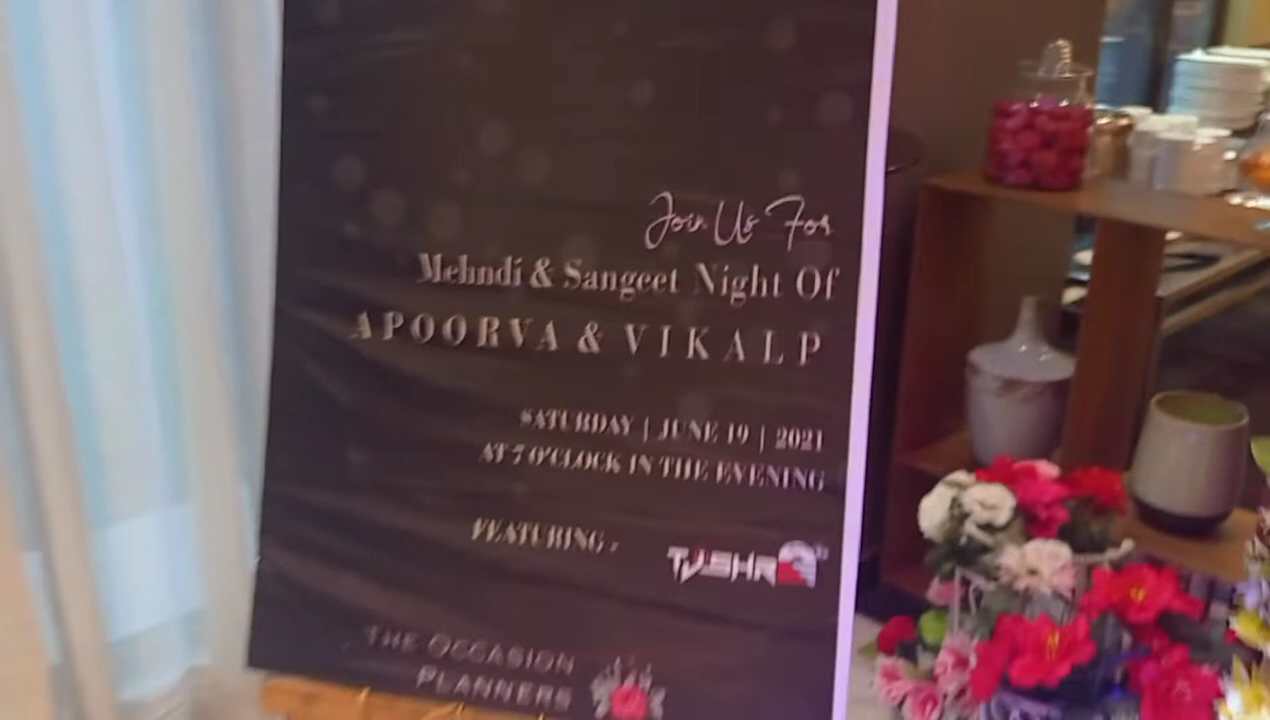 Join Us For
Mehndi & Sangeet Night Of
APOORVA & VIKALP
SATURDAY | JUNE 19 | 2021
AT 7 O'CLOCK IN THE EVENING
FEATURING :
THE OCCASION
PLANNERS